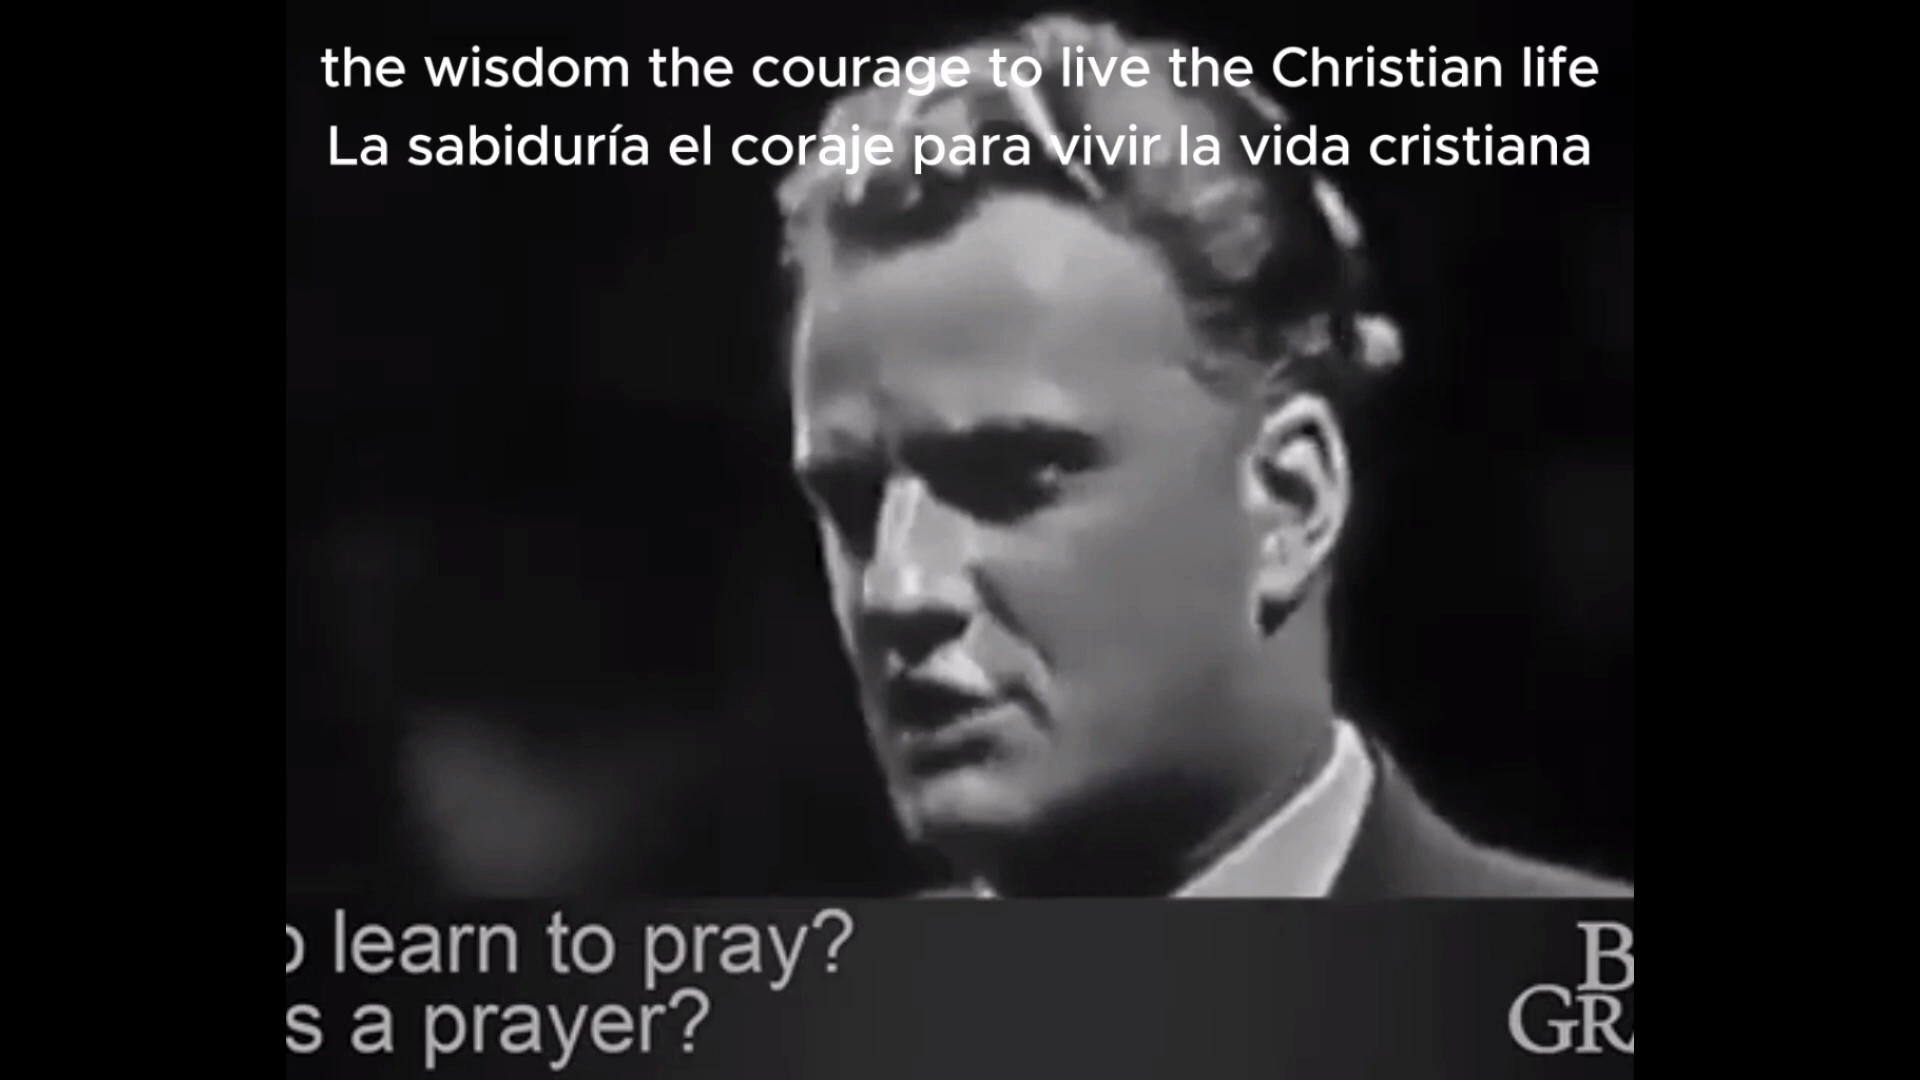 the wisdom the courage to live the Christian life
La sabiduría el coraje para vivir la vida cristiana
learn to pray?
s a prayer?
B
GRA